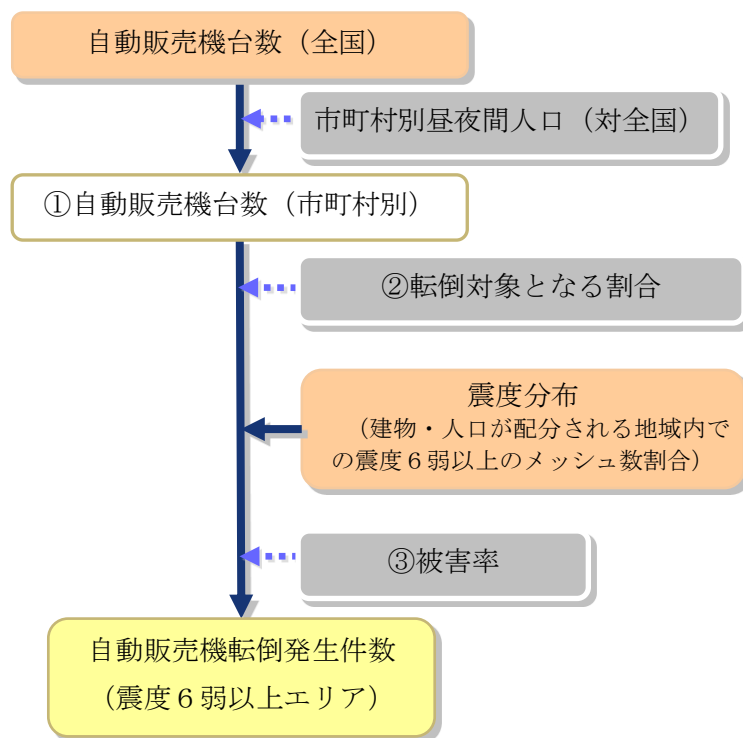 自動販売機台数（全国）
市町村別昼夜間人口（対全国）
①自動販売機台数（市町村別）
②転倒対象となる割合
震度分布
（建物・人口が配分される地域内で
の震度６弱以上のメッシュ数割合）
③被害率
自動販売機転倒発生件数
（震度６弱以上エリア）